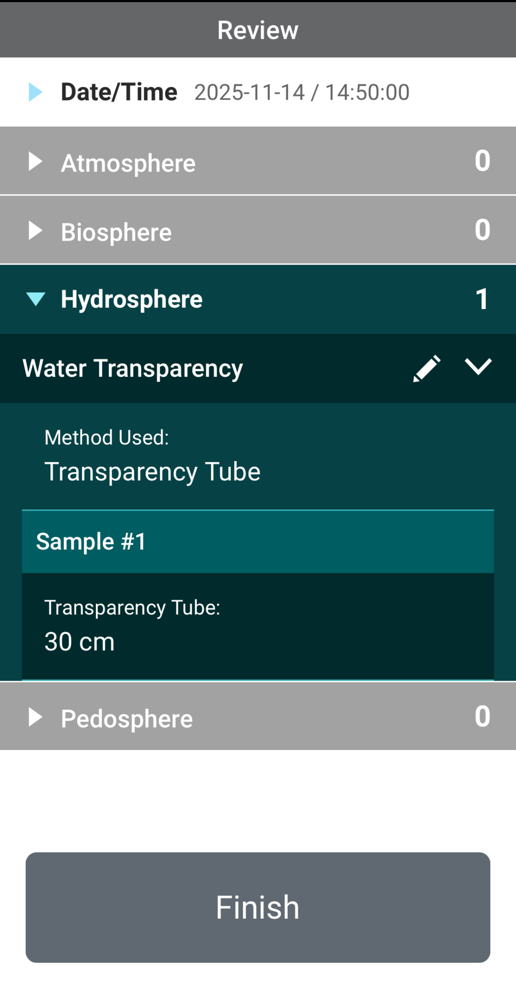 Review
Date/Time 2025-11-14 / 14:50:00
Atmosphere 0
Biosphere 0
Hydrosphere 1
Water Transparency
Method Used:
Transparency Tube
Sample #1
Transparency Tube:
30 cm
Pedosphere 0
Finish